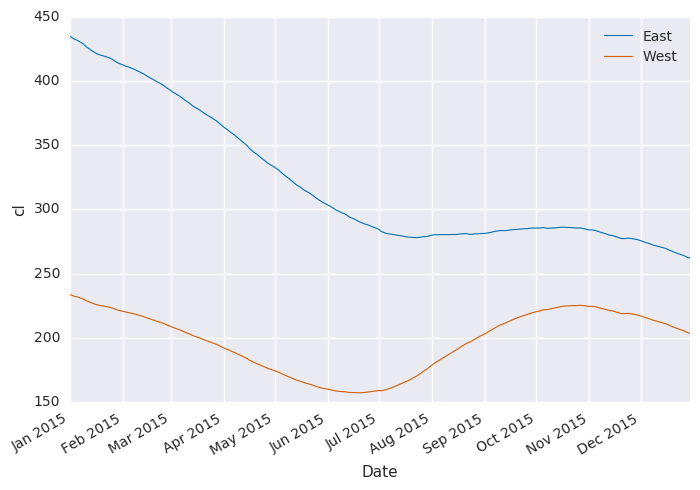 450
400
350
300
250
200
150
cl
East
West
Jan 2015
Feb 2015
Mar 2015
Apr 2015
May 2015
Jun 2015
Jul 2015
Aug 2015
Sep 2015
Oct 2015
Nov 2015
Dec 2015
Date